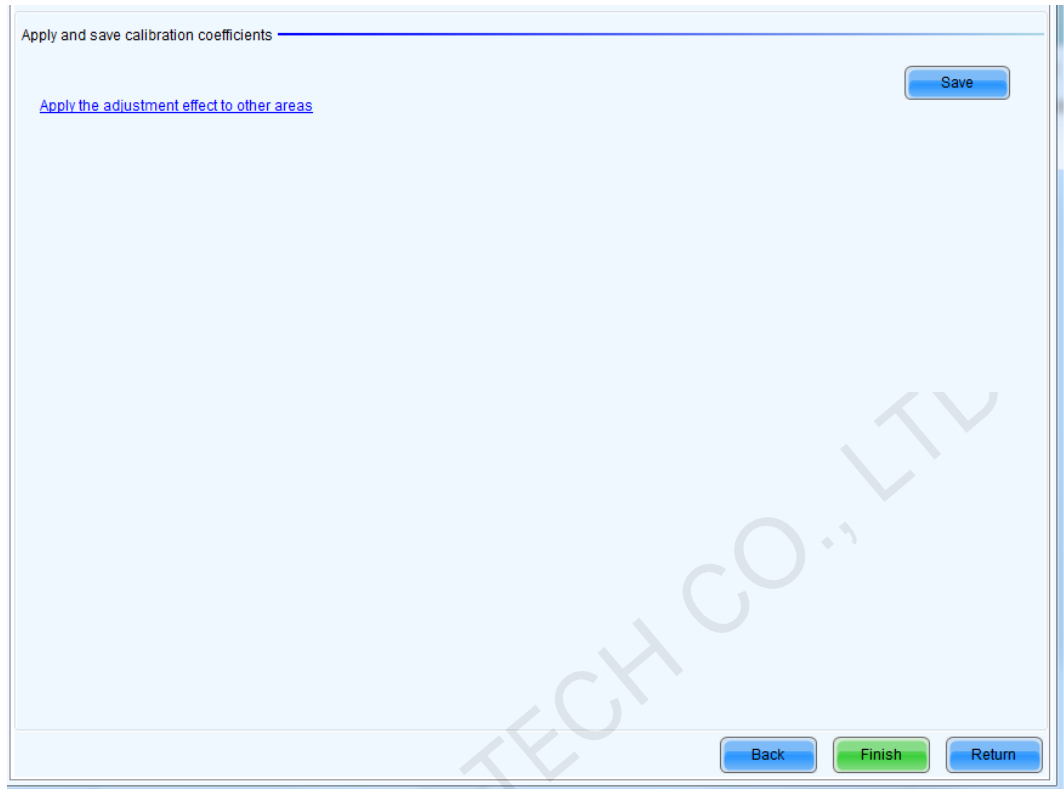 Apply and save calibration coefficients
Save
Apply the adjustment effect to other areas
TECH CO., LTD
Back
Finish
Return